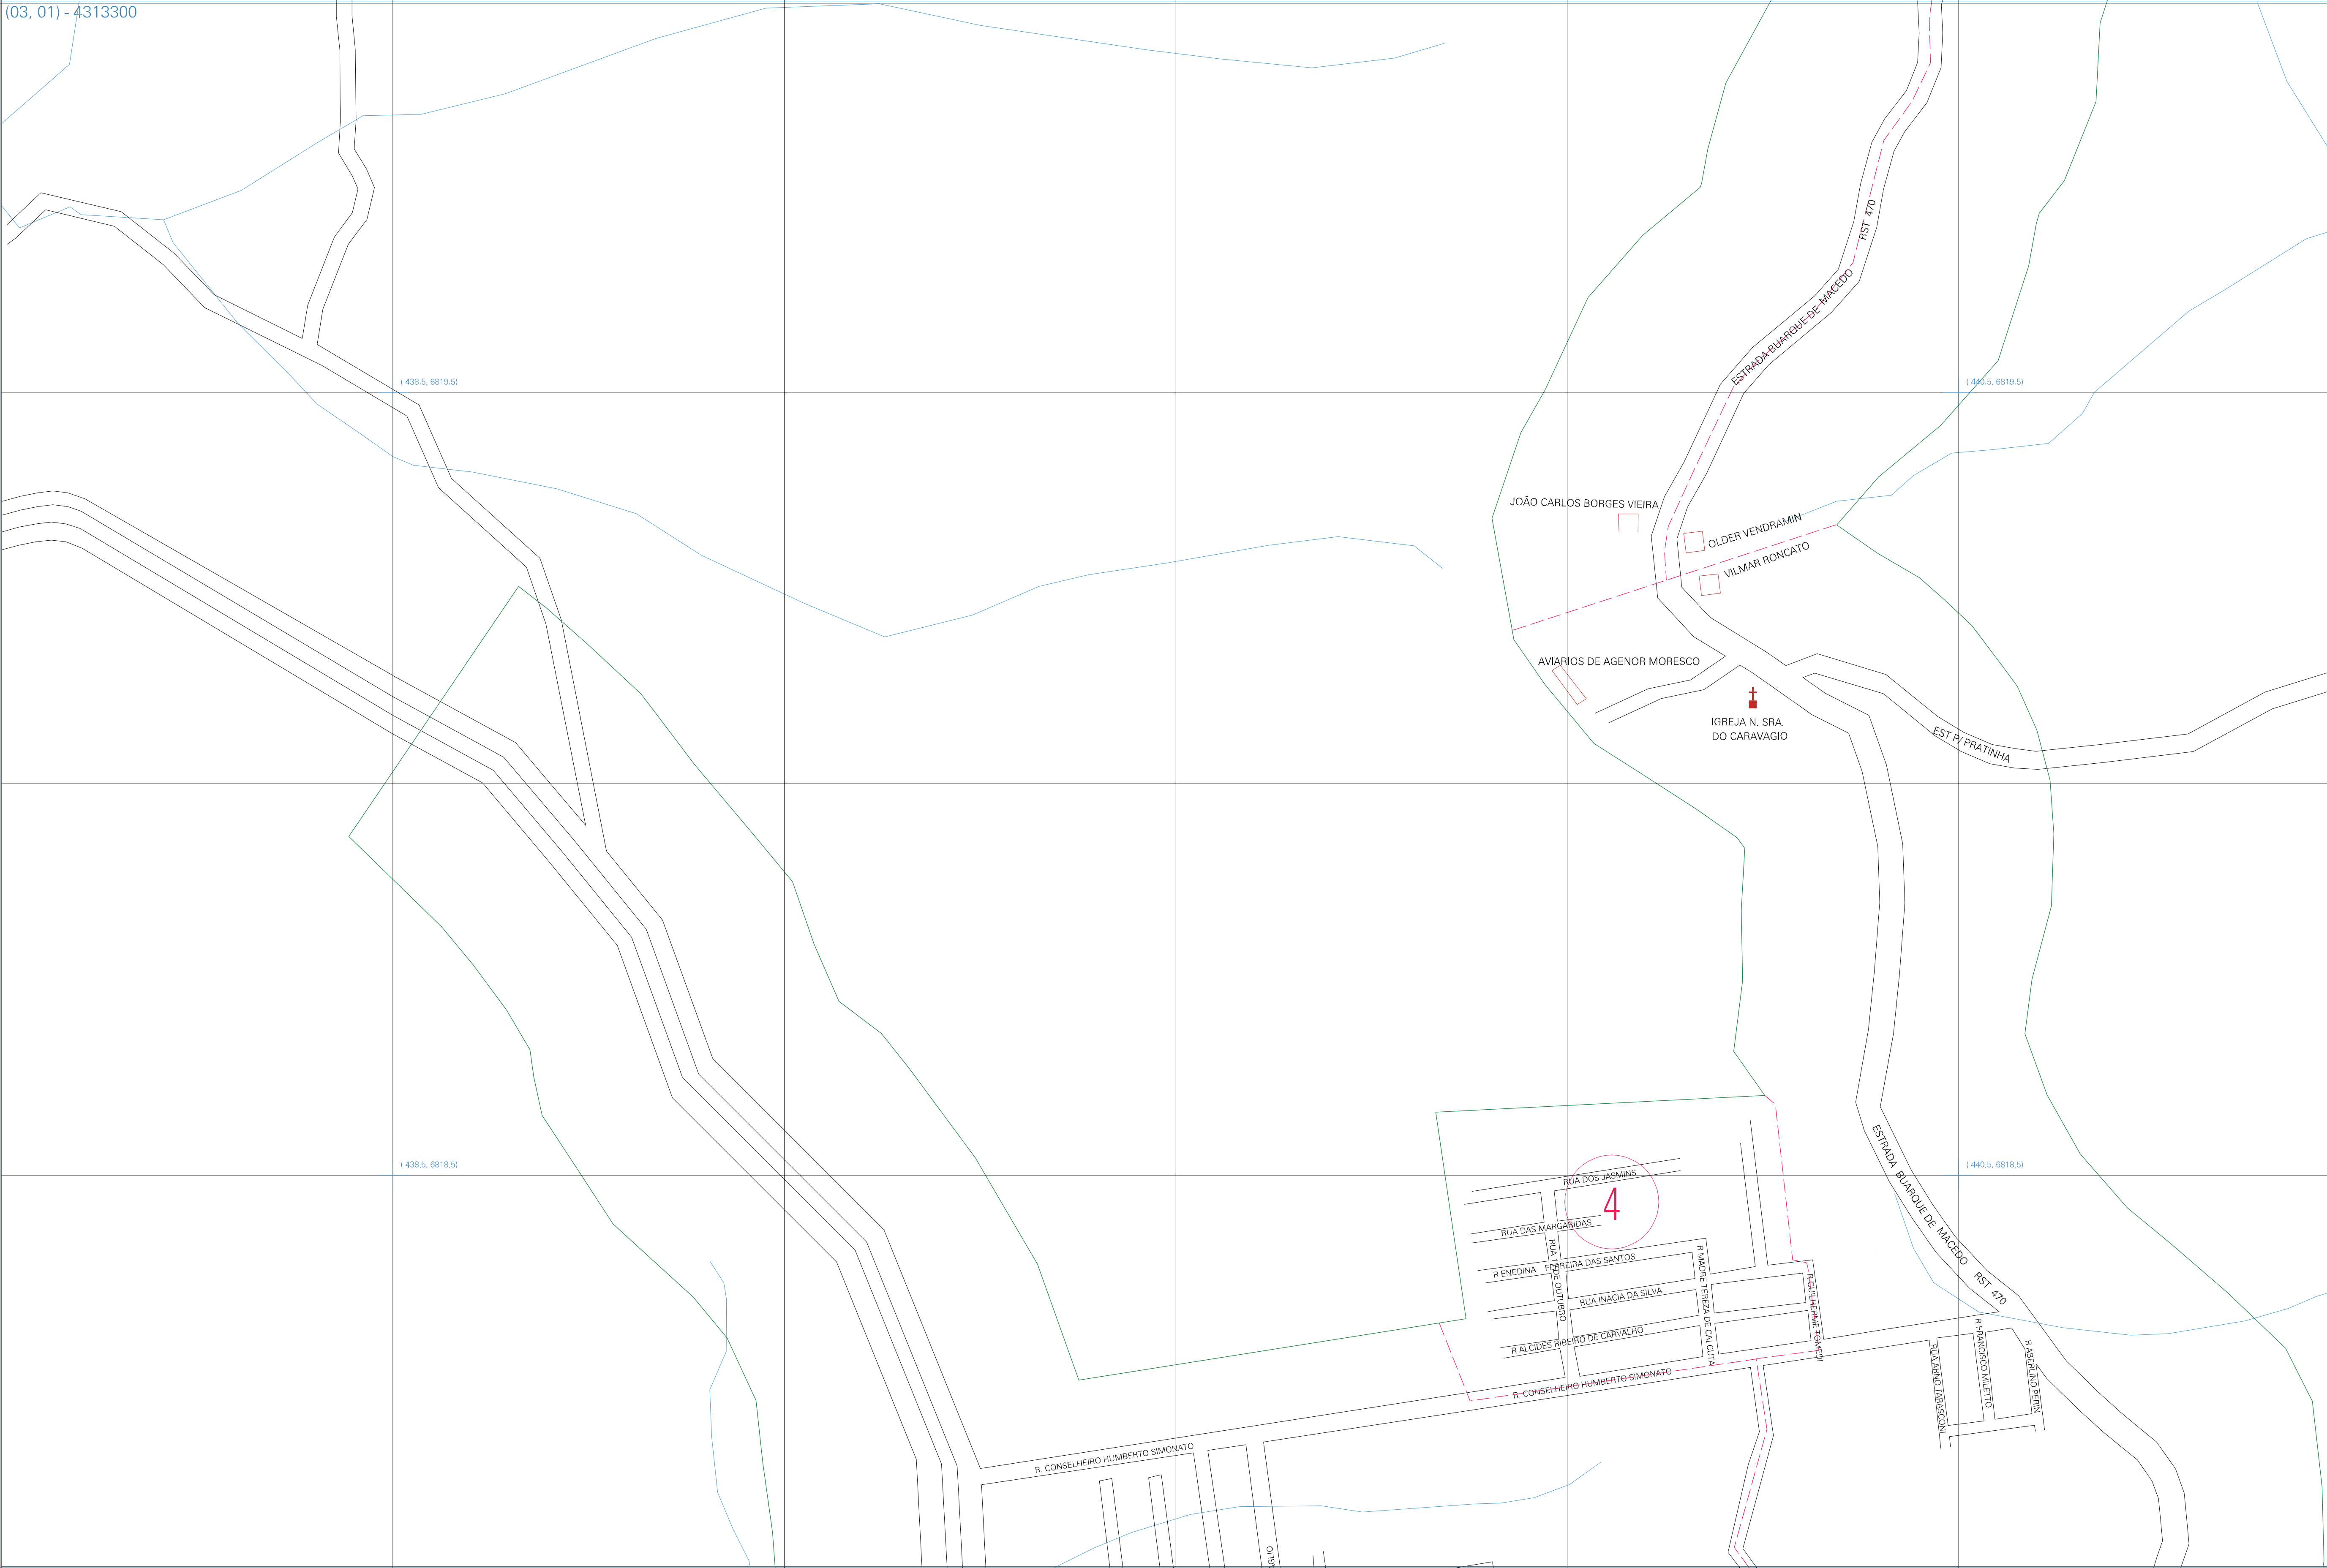 (03, 01) - 4313300
RST 470
ESTRADA BUARQUE DE MACEDO
( 438.5, 6819.5)
( 440.5, 6819.5)
JOÃO CARLOS BORGES VIEIRA
OLDER VENDRAMIN
VILMAR RONCATO
AVIARIOS DE AGENOR MORESCO
IGREJA N. SRA.
DO CARAVAGIO
EST P/ PRATINHA
( 438.5, 6818.5)
( 440.5, 6818.5)
ESTRADA BUARQUE DE MACEDO RST 470
RUA DOS JASMINS
4
RUA DAS MARGARIDAS
R ENEDINA FERREIRA DAS SANTOS
RUA INACIA DA SILVA
R ALCIDES RIBEIRO DE CARVALHO
DE OUTUBRO
R MADRE TEREZA DE CALCUTA
R GUILHERME TOMEDI
R. CONSELHEIRO HUMBERTO SIMONATO
RUA ARNO TARASCONI
R FRANCISCO MILETTO
R ABERLINO PERIN
R. CONSELHEIRO HUMBERTO SIMONATO